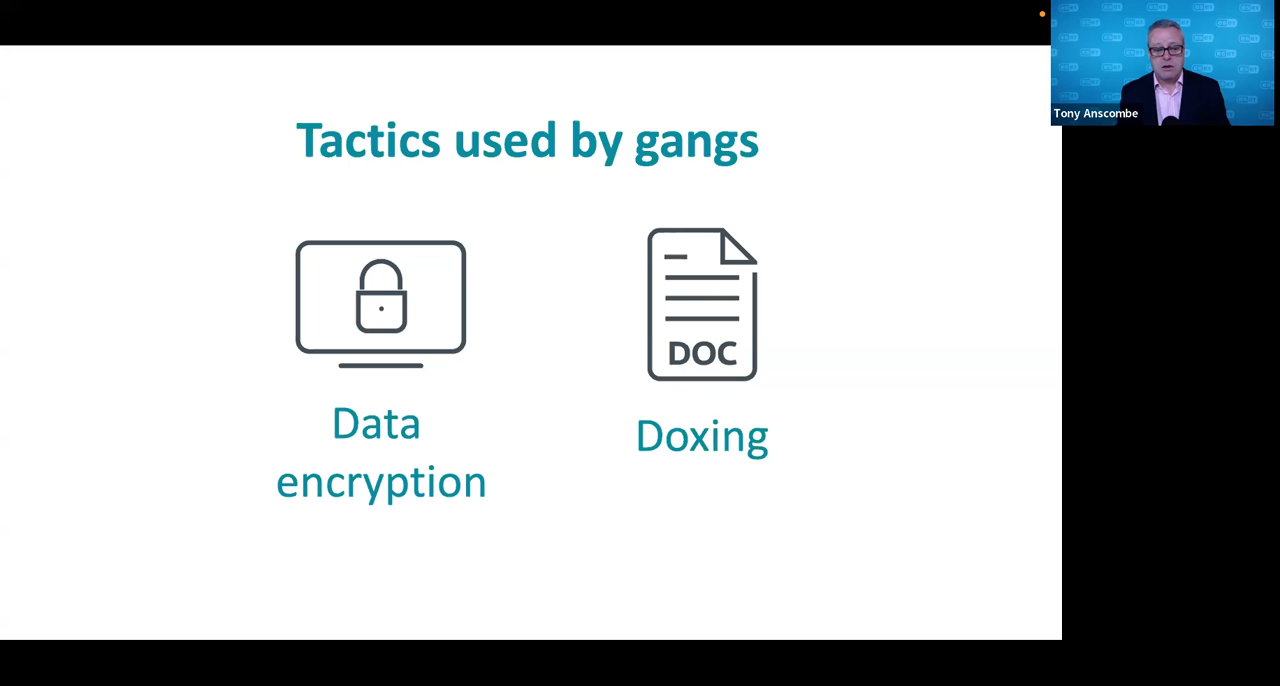 Tactics used by gangs
DOC
Data
encryption
Doxing
Tony Anscombe